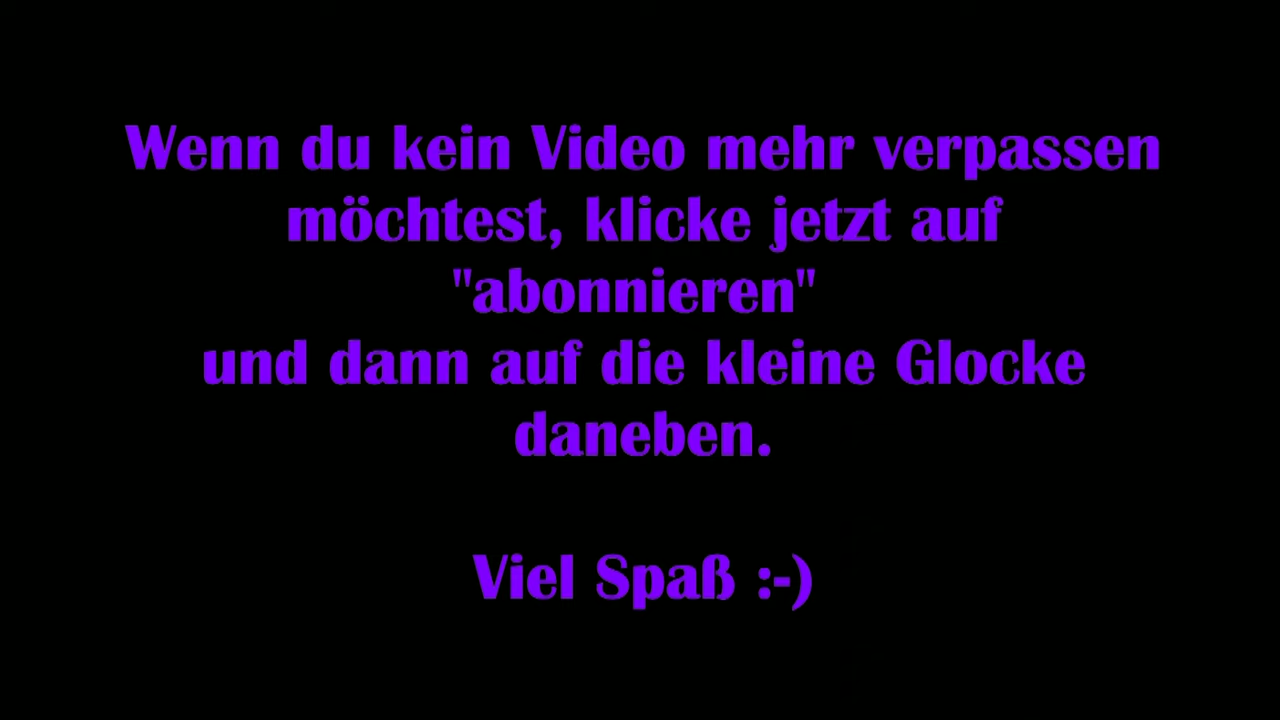 Wenn du kein Video mehr verpassen
möchtest, klicke jetzt auf
"abonnieren"
und dann auf die kleine Glocke
daneben.
Viel Spaß :-)